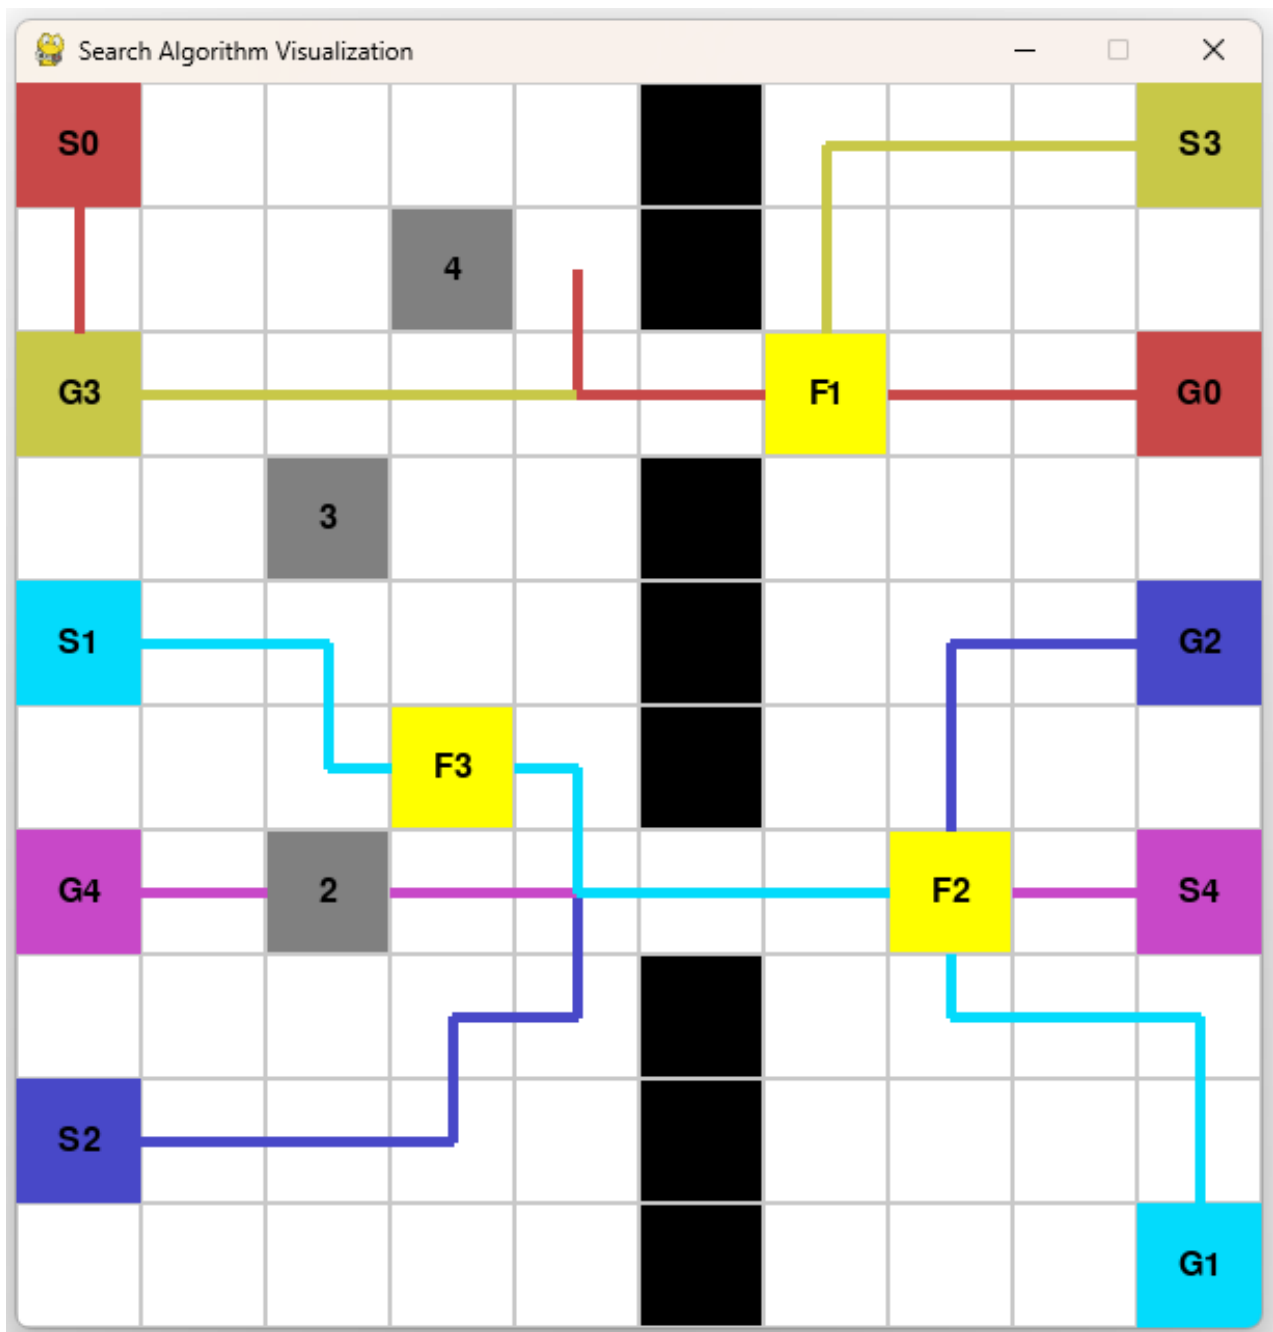 Search Algorithm Visualization
S0 S3
4
G3 F1 G0
3
S1 G2
F3
G4 2 F2 S4
S2
G1